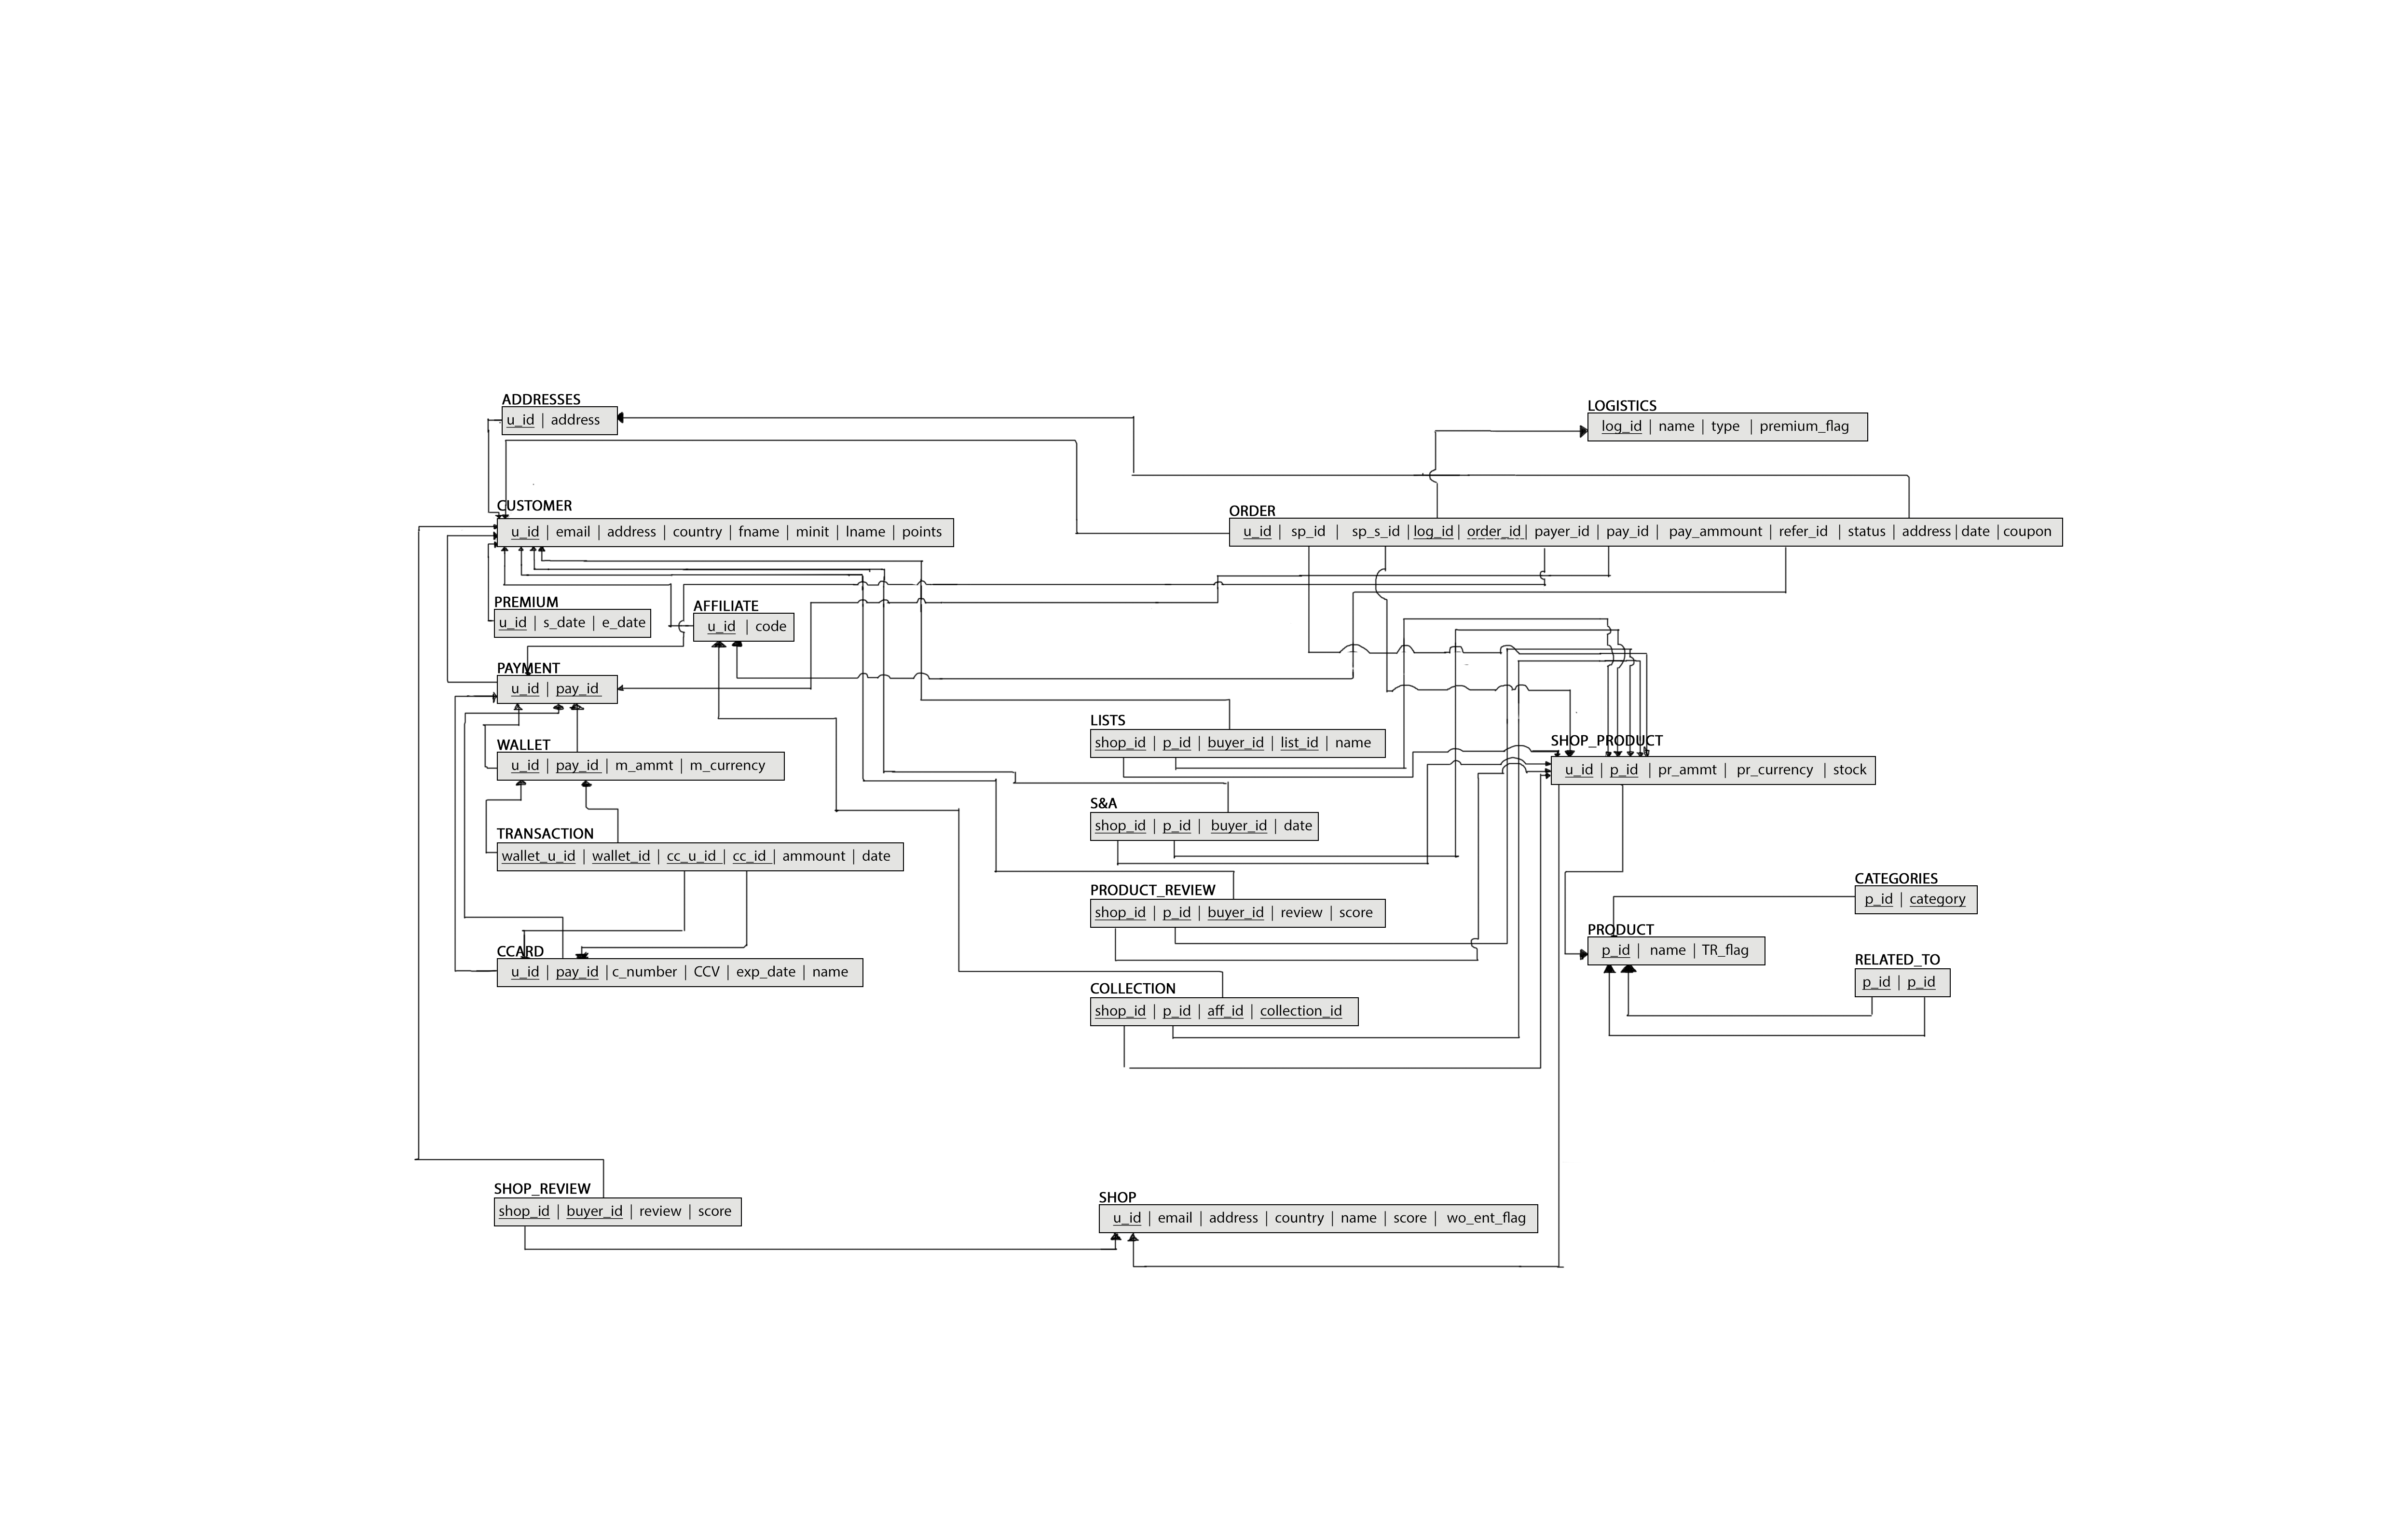 ADDRESSES
u_id | address
LOGISTICS
log_id | name | type | premium_flag
CUSTOMER
u_id | email | address | country | fname | minit | lname | points
ORDER
u_id | sp_id | sp_s_id | log_id | order_id | payer_id | pay_id | pay_ammount | refer_id | status | address | date | coupon
PREMIUM
u_id | s_date | e_date
AFFILIATE
u_id | code
PAYMENT
u_id | pay_id
LISTS
shop_id | p_id | buyer_id | list_id | name
WALLET
u_id | pay_id | m_ammt | m_currency
SHOP_PRODUCT
u_id | p_id | pr_ammt | pr_currency | stock
S&A
shop_id | p_id | buyer_id | date
TRANSACTION
wallet_u_id | wallet_id | cc_u_id | cc_id | ammount | date
PRODUCT_REVIEW
shop_id | p_id | buyer_id | review | score
CATEGORIES
p_id | category
PRODUCT
p_id | name | TR_flag
CCARD
u_id | pay_id | c_number | CCV | exp_date | name
RELATED_TO
p_id | p_id
COLLECTION
shop_id | p_id | aff_id | collection_id
SHOP_REVIEW
shop_id | buyer_id | review | score
SHOP
u_id | email | address | country | name | score | wo_ent_flag